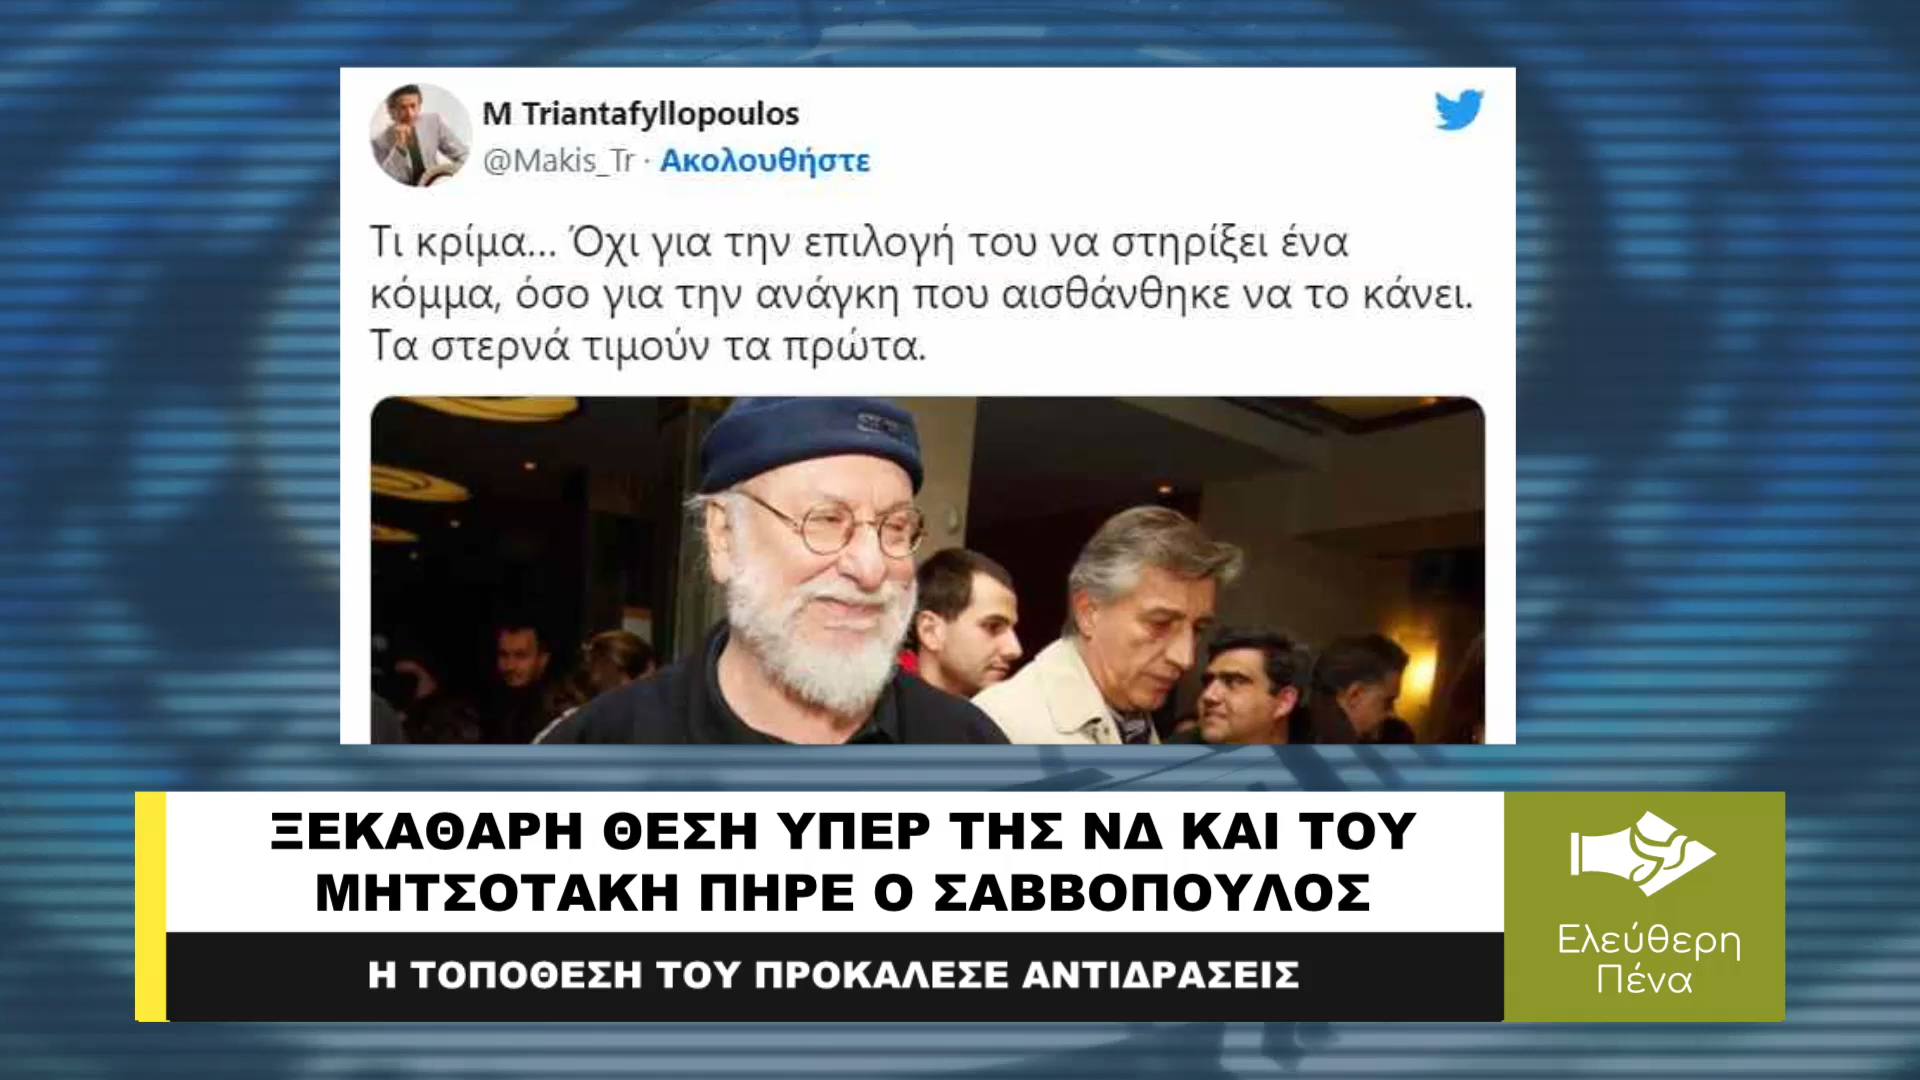 M Triantafyllopoulos
@Makis_Tr · Ακολουθήστε
Τι κρίμα... Όχι για την επιλογή του να στηρίξει ένα
κόμμα, όσο για την ανάγκη που αισθάνθηκε να το κάνει.
Τα στερνά τιμούν τα πρώτα.
ΞΕΚΑΘΑΡΗ ΘΕΣΗ ΥΠΕΡ ΤΗΣ ΝΔ ΚΑΙ ΤΟΥ
ΜΗΤΣΟΤΑΚΗ ΠΗΡΕ Ο ΣΑΒΒΟΠΟΥΛΟΣ
Η ΤΟΠΟΘΕΣΗ ΤΟΥ ΠΡΟΚΑΛΕΣΕ ΑΝΤΙΔΡΑΣΕΙΣ
Ελεύθερη
Πένα